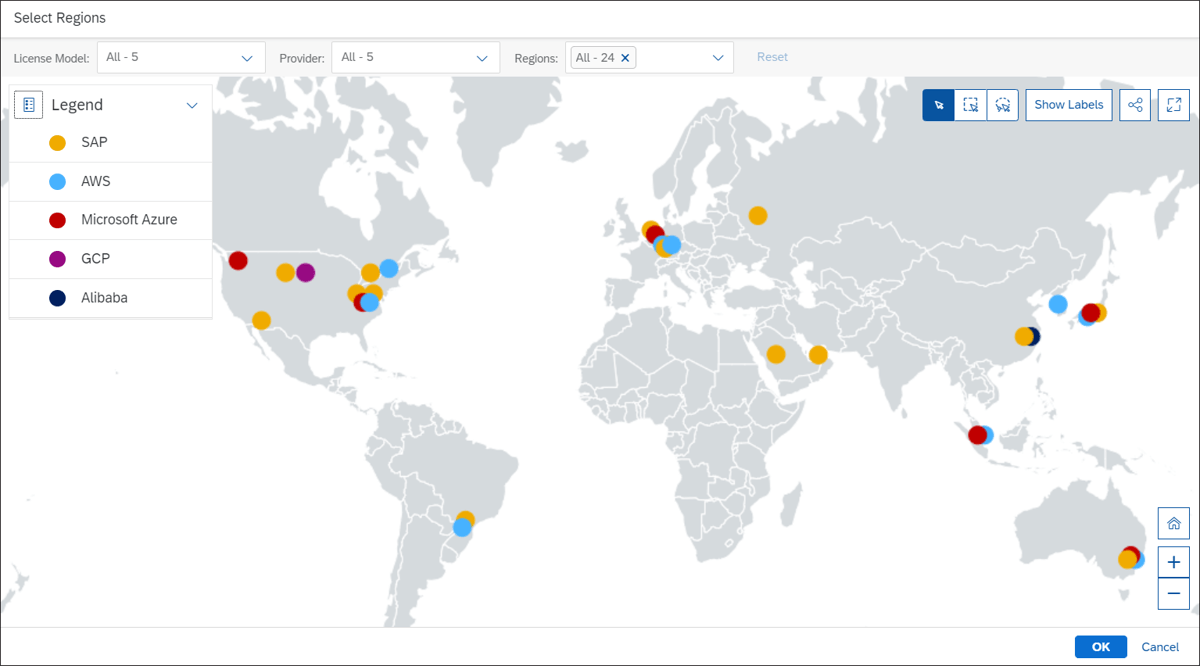 Select Regions
License Model: All - 5 Provider: All - 5 Regions: All - 24 Reset
Legend
SAP
AWS
Microsoft Azure
GCP
Alibaba
Show Labels
OK Cancel